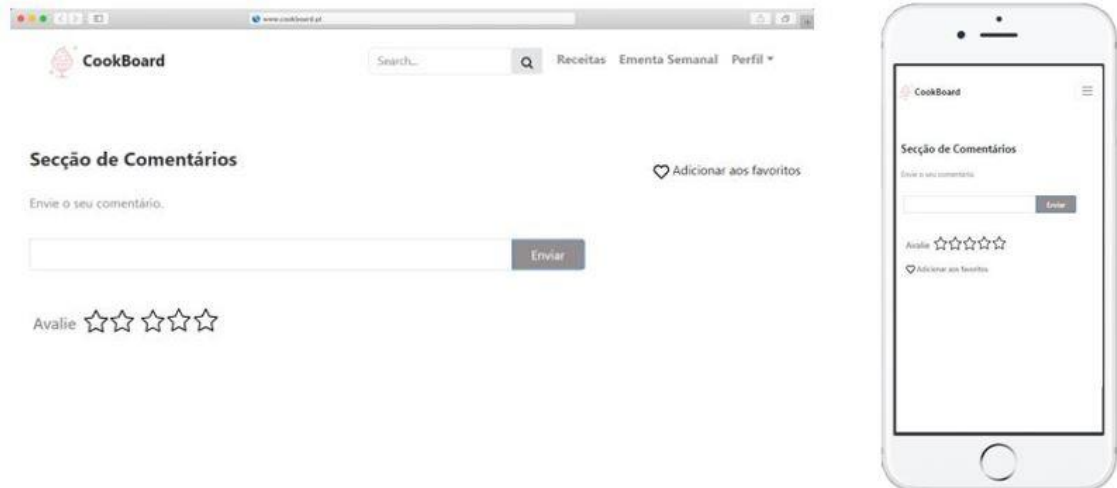 www.cookboard.pt
CookBoard
Search...
Receitas Ementa Semanal Perfil
Secção de Comentários
Adicionar aos favoritos
Envie o seu comentário.
Enviar
Avalie
CookBoard
Secção de Comentários
Envie o seu comentário.
Enviar
Avalie
Adicionar aos favoritos